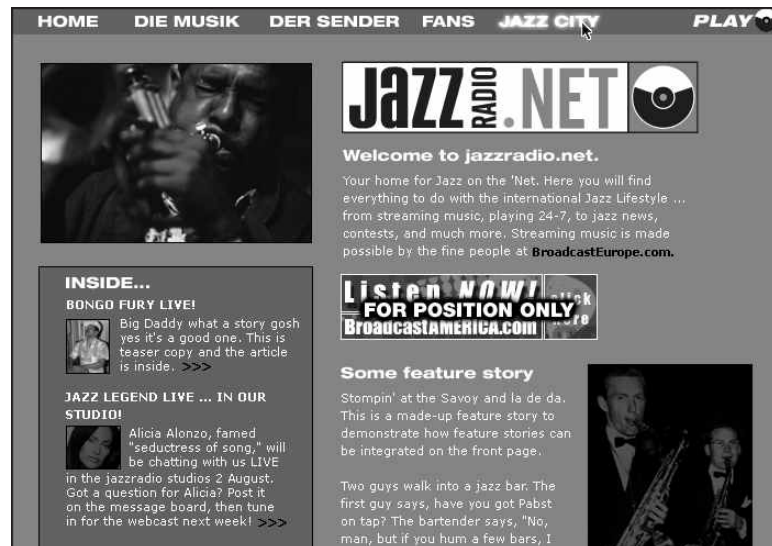 HOME DIE MUSIK DER SENDER FANS JAZZ CITY PLAY
JAZZ RADIO .NET
Welcome to jazzradio.net.
Your home for Jazz on the 'Net. Here you will find
everything to do with the international Jazz Lifestyle ...
from streaming music, playing 24-7, to jazz news,
contests, and much more. Streaming music is made
possible by the fine people at BroadcastEurope.com.
Listen NOW!
FOR POSITION ONLY
BroadcastAMERICA.com
INSIDE...
BONGO FURY LIVE!
Big Daddy what a story gosh
yes it's a good one. This is
teaser copy and the article
is inside. >>>
JAZZ LEGEND LIVE ... IN OUR
STUDIO!
Alicia Alonzo, famed
"seductress of song," will
be chatting with us LIVE
in the jazzradio studios 2 August.
Got a question for Alicia? Post it
on the message board, then tune
in for the webcast next week! >>>
Some feature story
Stompin' at the Savoy and la de da.
This is a made-up feature story to
demonstrate how feature stories can
be integrated on the front page.
Two guys walk into a jazz bar. The
first guy says, have you got Pabst
on tap? The bartender says, "No,
man, but if you hum a few bars, I